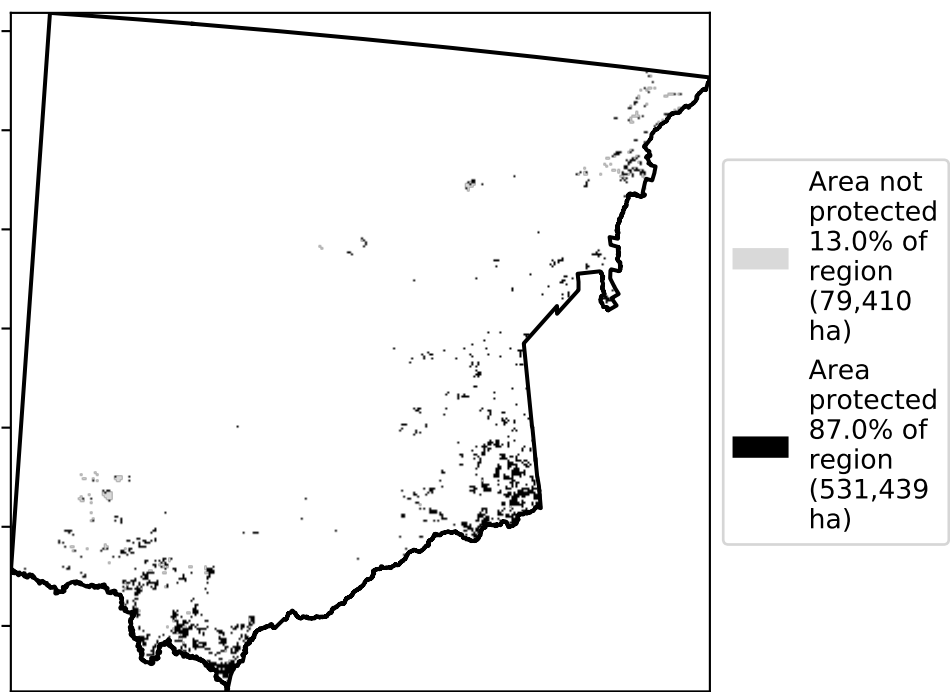 Area not
protected
13.0% of
region
(79,410
ha)
Area
protected
87.0% of
region
(531,439
ha)